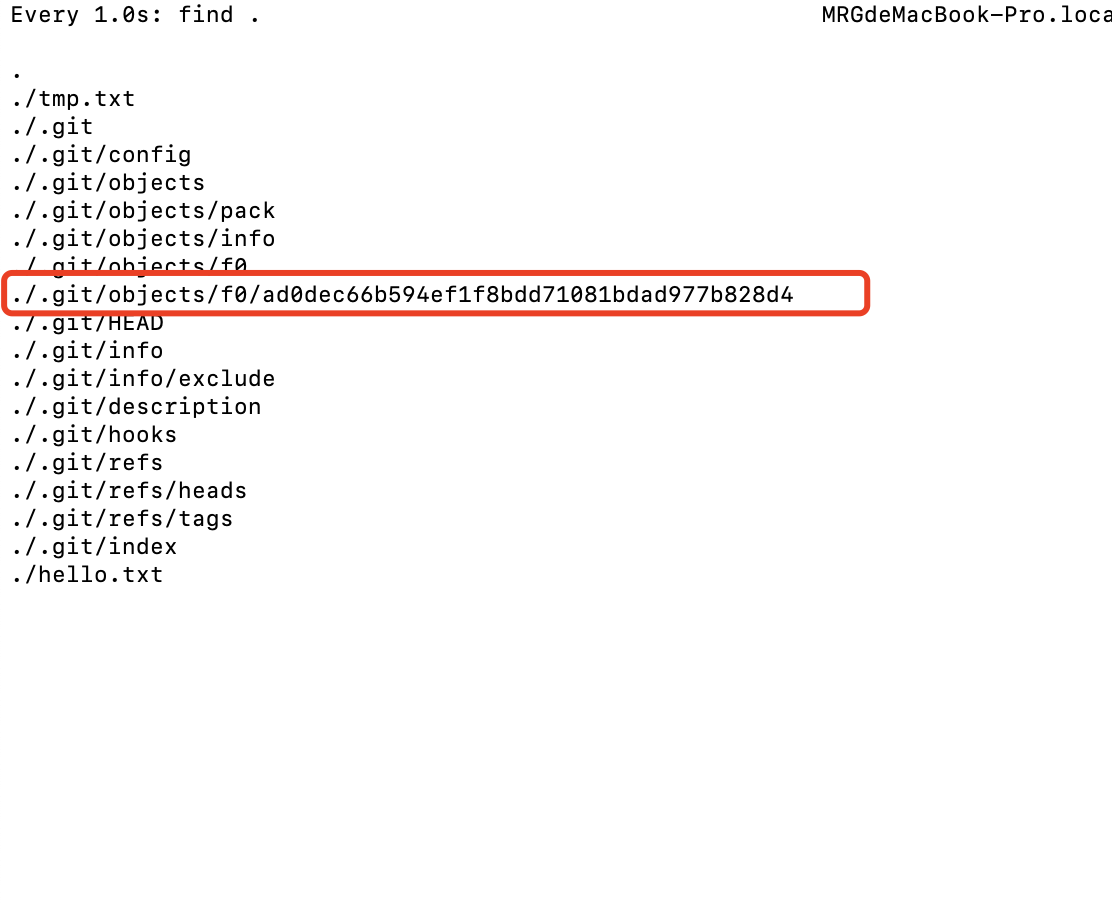 Every 1.0s: find . MRGdeMacBook-Pro.loca
.
./tmp.txt
./.git
./.git/config
./.git/objects
./.git/objects/pack
./.git/objects/info
./.git/objects/f0
./.git/objects/f0/ad0dec66b594ef1f8bdd71081bdad977b828d4
./.git/HEAD
./.git/info
./.git/info/exclude
./.git/description
./.git/hooks
./.git/refs
./.git/refs/heads
./.git/refs/tags
./.git/index
./hello.txt